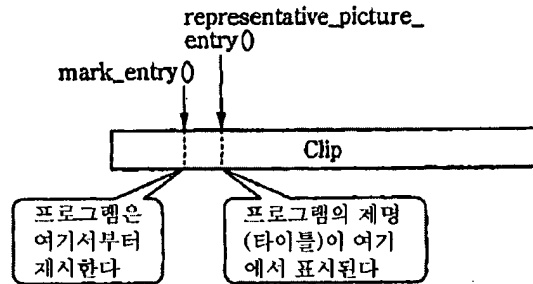 representative_picture_
entry()
mark_entry()
Clip
프로그램은
여기서부터
재시한다
프로그램의 제명
(타이틀)이 여기
에서 표시된다